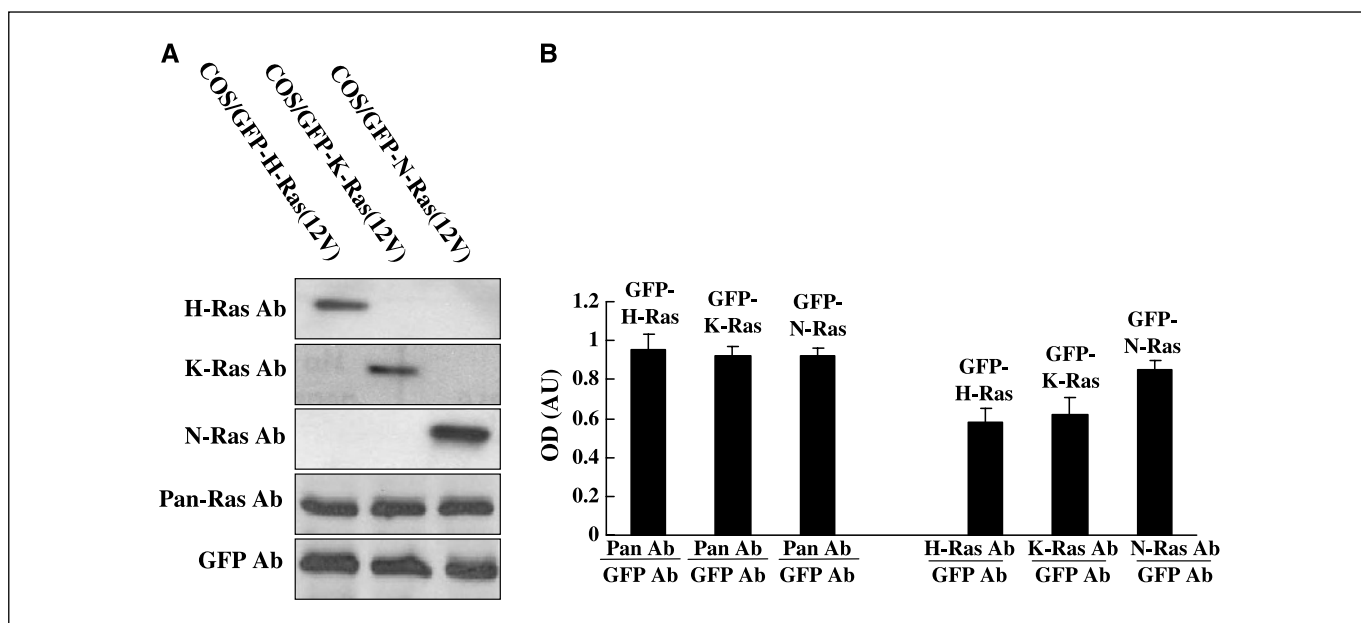 A
COS/GFP-H-Ras(12V)
COS/GFP-K-Ras(12V)
COS/GFP-N-Ras(12V)
H-Ras Ab
K-Ras Ab
N-Ras Ab
Pan-Ras Ab
GFP Ab
B
OD (AU)
1.2
1
0.8
0.6
0.4
0.2
0
GFP-
H-Ras
GFP-
K-Ras
GFP-
N-Ras
GFP-
H-Ras
GFP-
K-Ras
GFP-
N-Ras
Pan Ab
GFP Ab
Pan Ab
GFP Ab
Pan Ab
GFP Ab
H-Ras Ab
GFP Ab
K-Ras Ab
GFP Ab
N-Ras Ab
GFP Ab